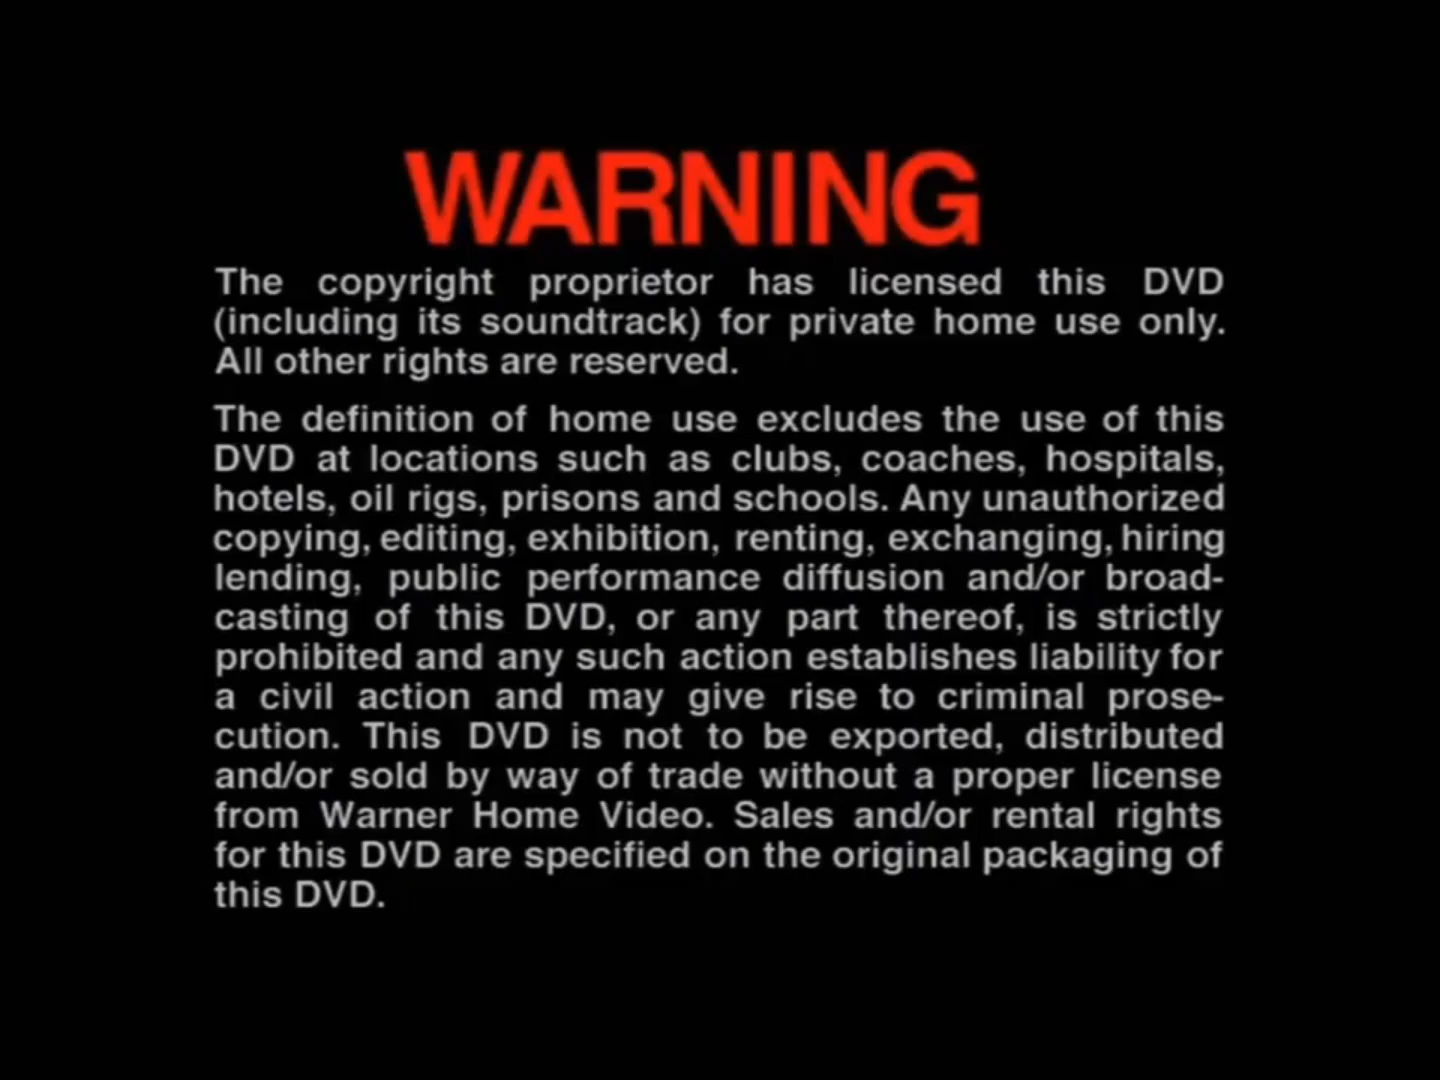 WARNING
The copyright proprietor has licensed this DVD
(including its soundtrack) for private home use only.
All other rights are reserved.
The definition of home use excludes the use of this
DVD at locations such as clubs, coaches, hospitals,
hotels, oil rigs, prisons and schools. Any unauthorized
copying, editing, exhibition, renting, exchanging, hiring
lending, public performance diffusion and/or broad-
casting of this DVD, or any part thereof, is strictly
prohibited and any such action establishes liability for
a civil action and may give rise to criminal prose-
cution. This DVD is not to be exported, distributed
and/or sold by way of trade without a proper license
from Warner Home Video. Sales and/or rental rights
for this DVD are specified on the original packaging of
this DVD.